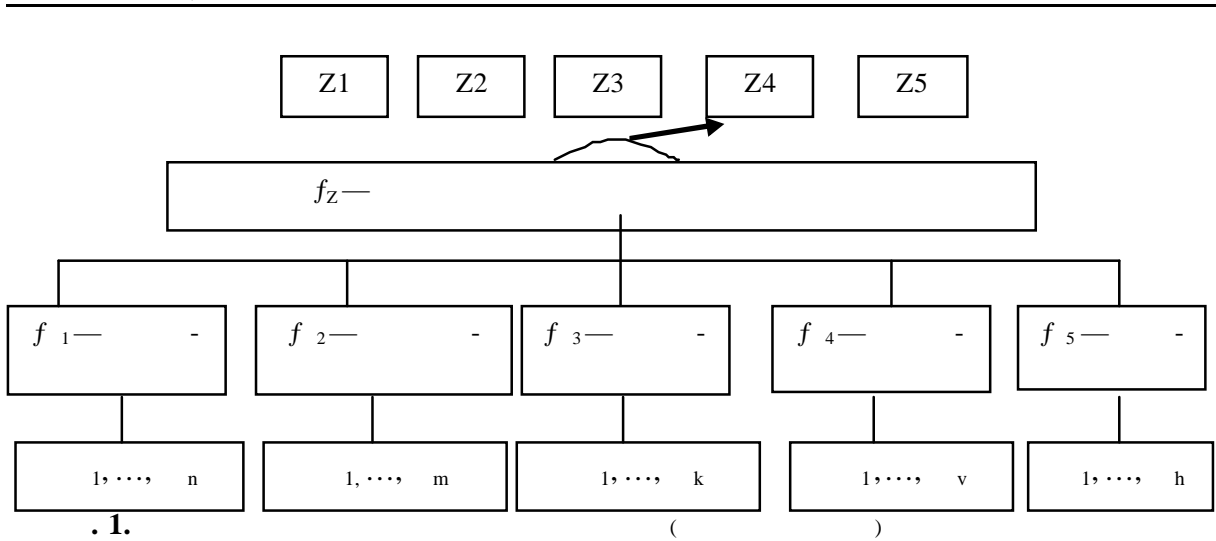 Z1 Z2 Z3 Z4 Z5
fZ—
f 1— - f 2— - f 3— - f 4— - f 5— -
1, …, n 1, …, m 1, …, k 1, …, v 1, …, h
. 1. ( )